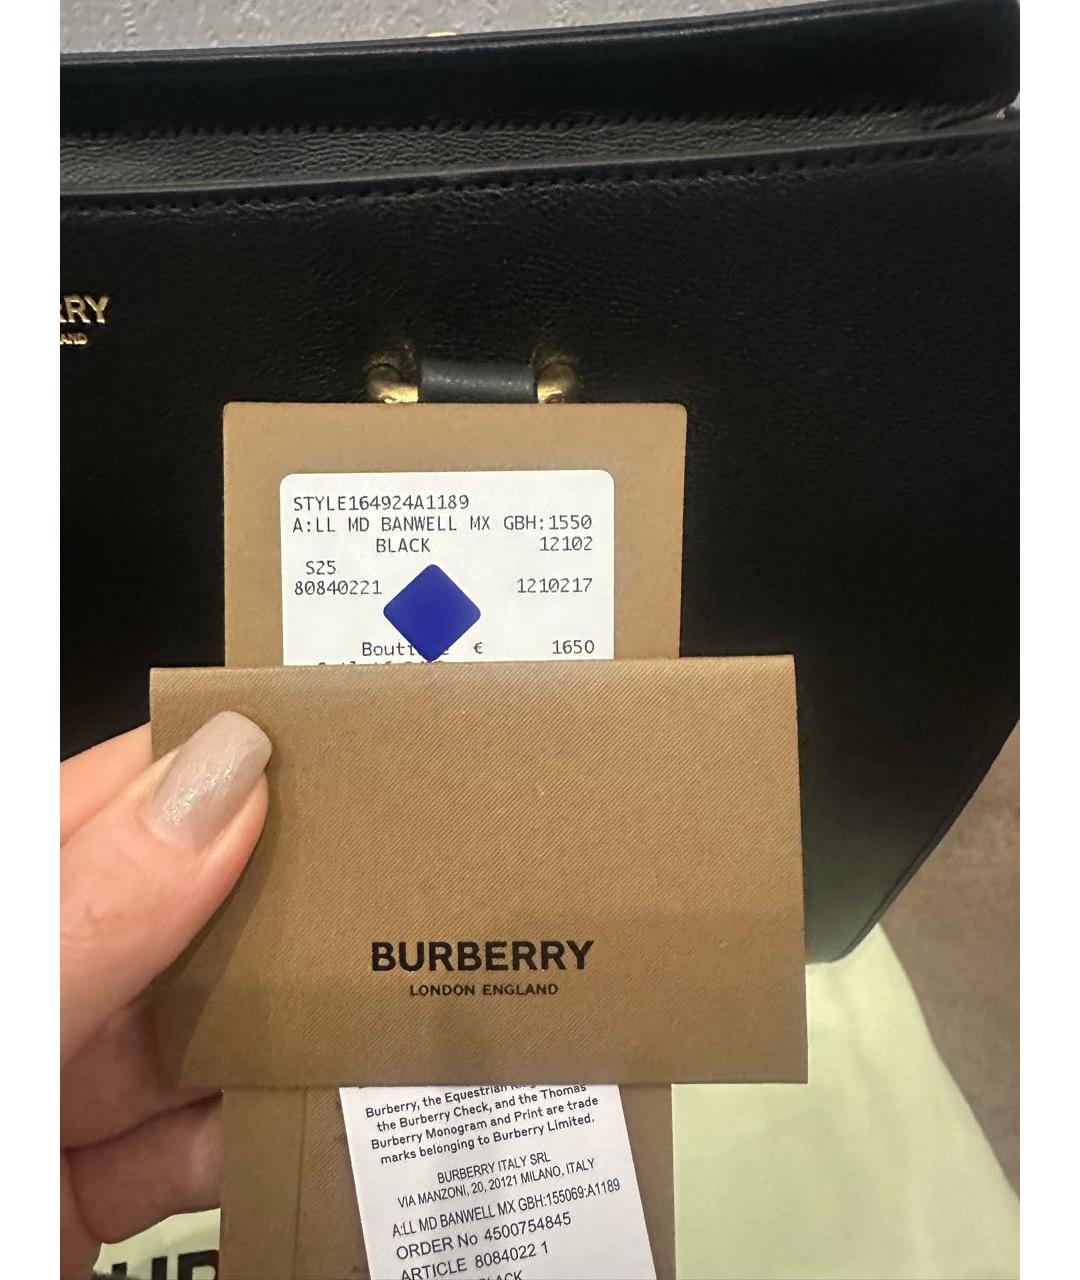 RRY
AND
STYLE164924A1189
A:LL MD BANWELL MX GBH:1550
BLACK 12102
S25
80840221 1210217
€ 1650
BURBERRY
LONDON ENGLAND
Burberry, the Equestrian
the Burberry Check, and the Thomas
Burberry Monogram and Print are trade
marks belonging to Burberry Limited.
BURBERRY ITALY SRL
VIA MANZONI, 20, 20121 MILANO, ITALY
A:LL MD BANWELL MX GBH:155069:A1189
ORDER No 4500754845
ARTICLE 8084022 1
LACK